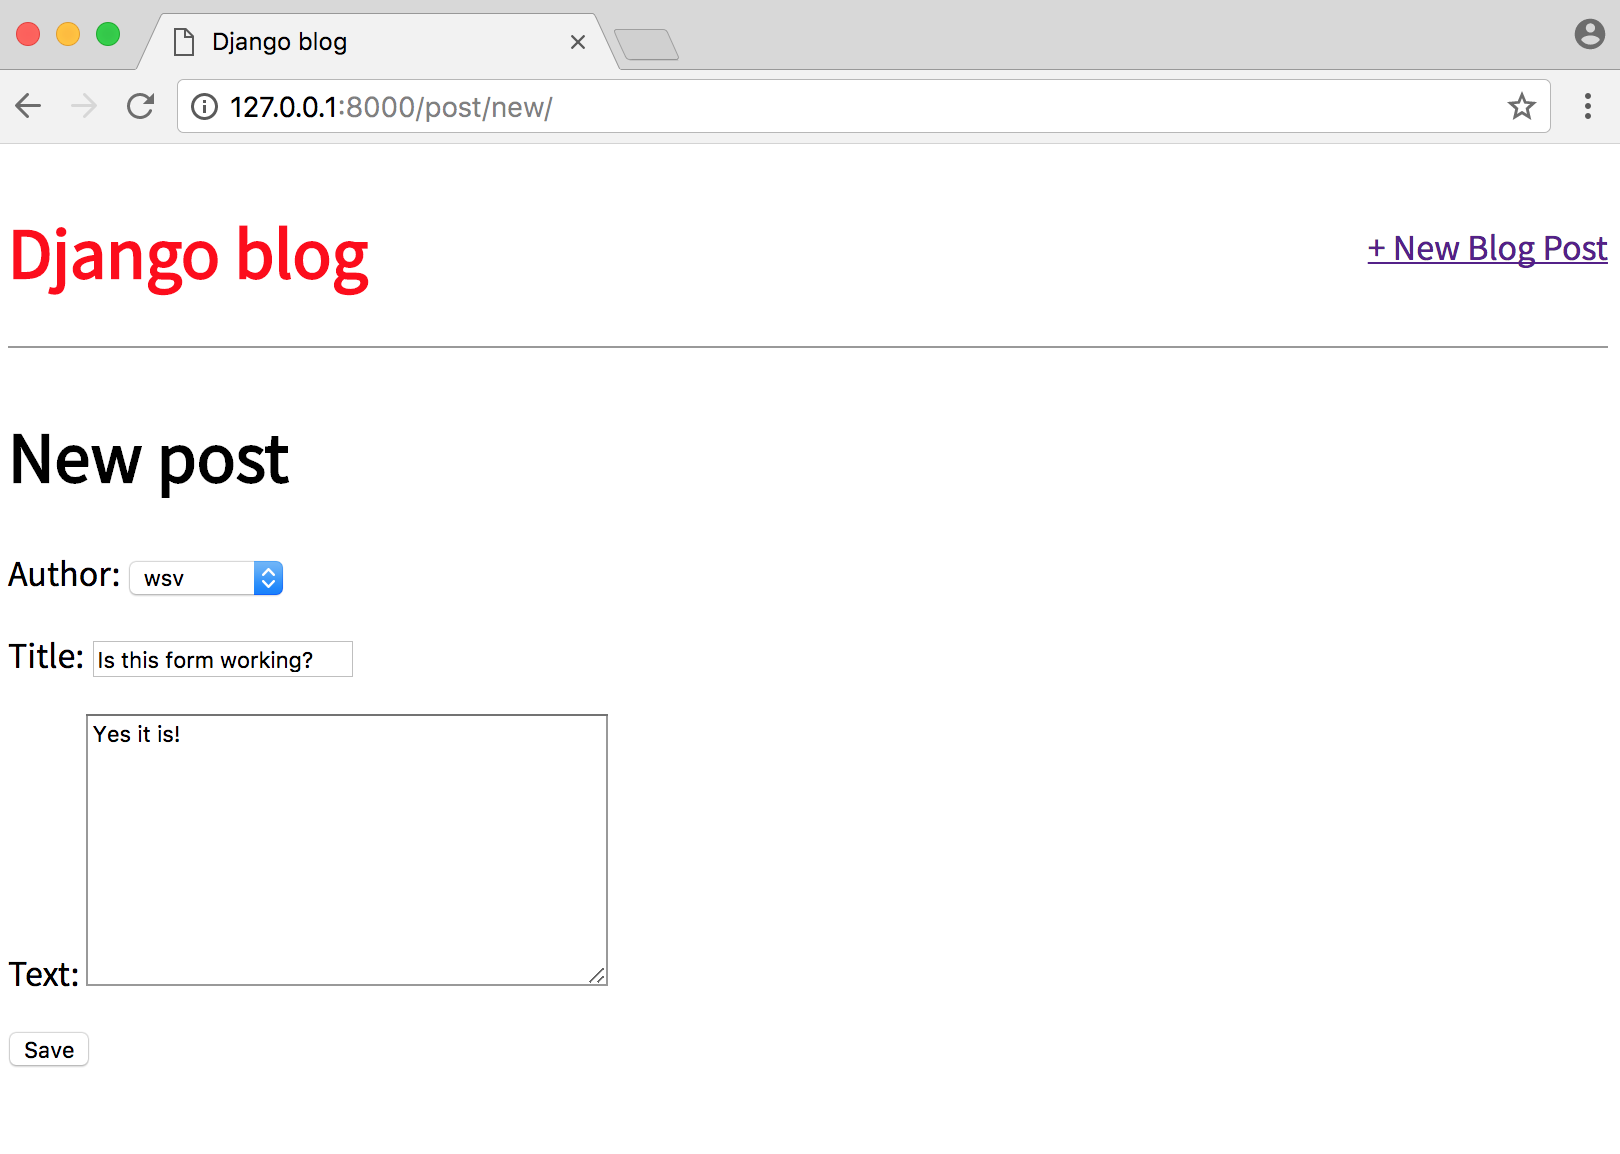 Django blog
127.0.0.1:8000/post/new/
Django blog
+ New Blog Post
New post
Author: wsv
Title: Is this form working?
Yes it is!
Text:
Save